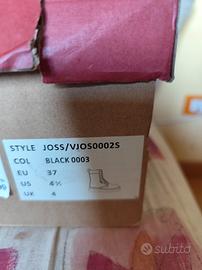 STYLE JOSS/VJOS0002S
COL BLACK 0003
EU 37
US 4½
UK 4
subito